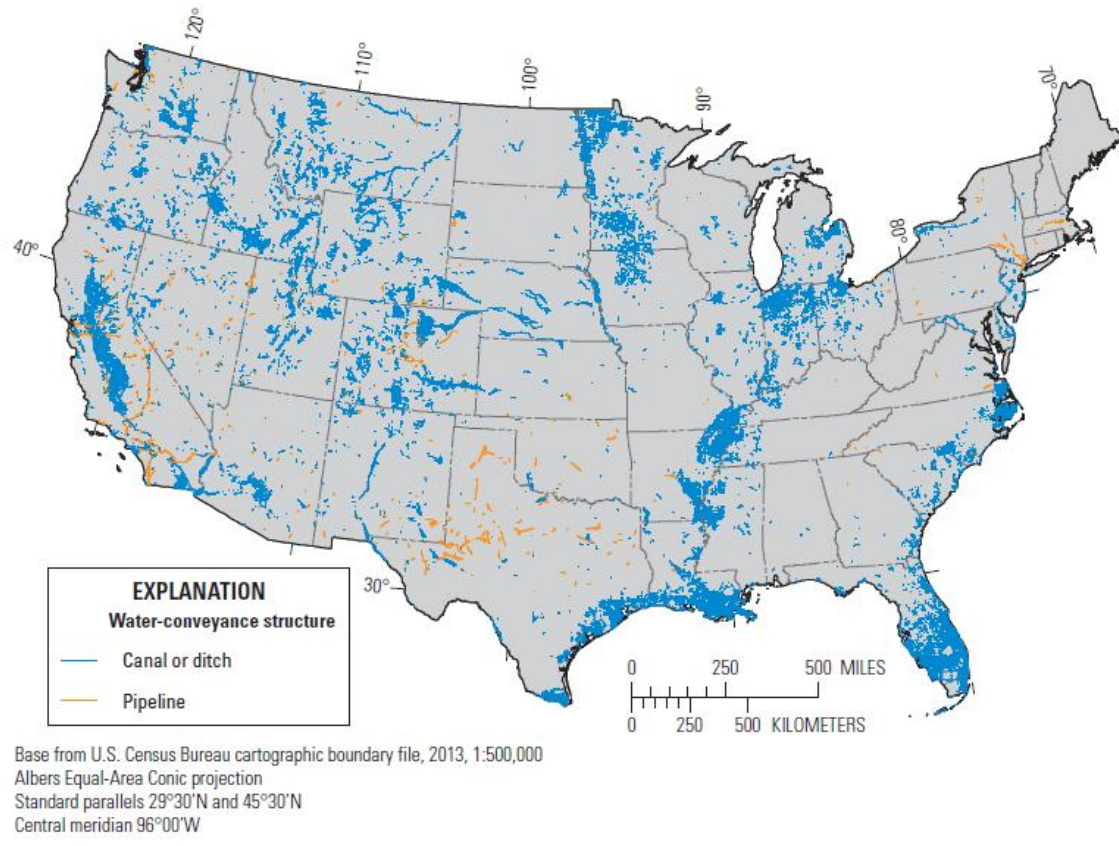 120°
110°
100°
90°
70°
80°
40°
30°
EXPLANATION
Water-conveyance structure
Canal or ditch
Pipeline
0 250 500 MILES
0 250 500 KILOMETERS
Base from U.S. Census Bureau cartographic boundary file, 2013, 1:500,000
Albers Equal-Area Conic projection
Standard parallels 29°30'N and 45°30'N
Central meridian 96°00'W